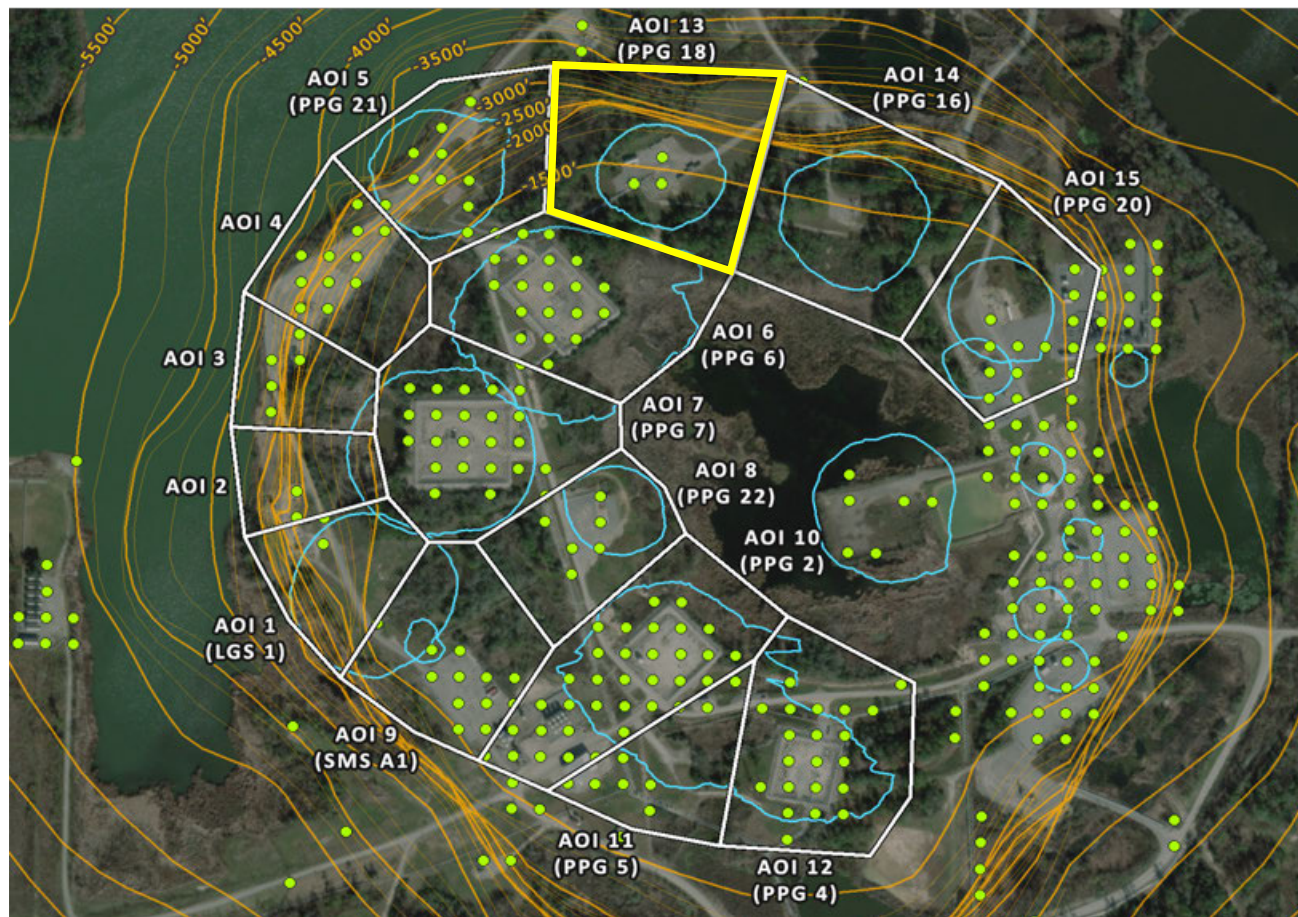 -5500'
-5000'
-4500'
-4000'
-3500'
-3000'
-2500'
-2000'
-1500'
AOI 13
(PPG 18)
AOI 5
(PPG 21)
AOI 14
(PPG 16)
AOI 15
(PPG 20)
AOI 4
AOI 6
(PPG 6)
AOI 3
AOI 7
(PPG 7)
AOI 8
(PPG 22)
AOI 2
AOI 10
(PPG 2)
AOI 1
(LGS 1)
AOI 9
(SMS A1)
AOI 11
(PPG 5)
AOI 12
(PPG 4)